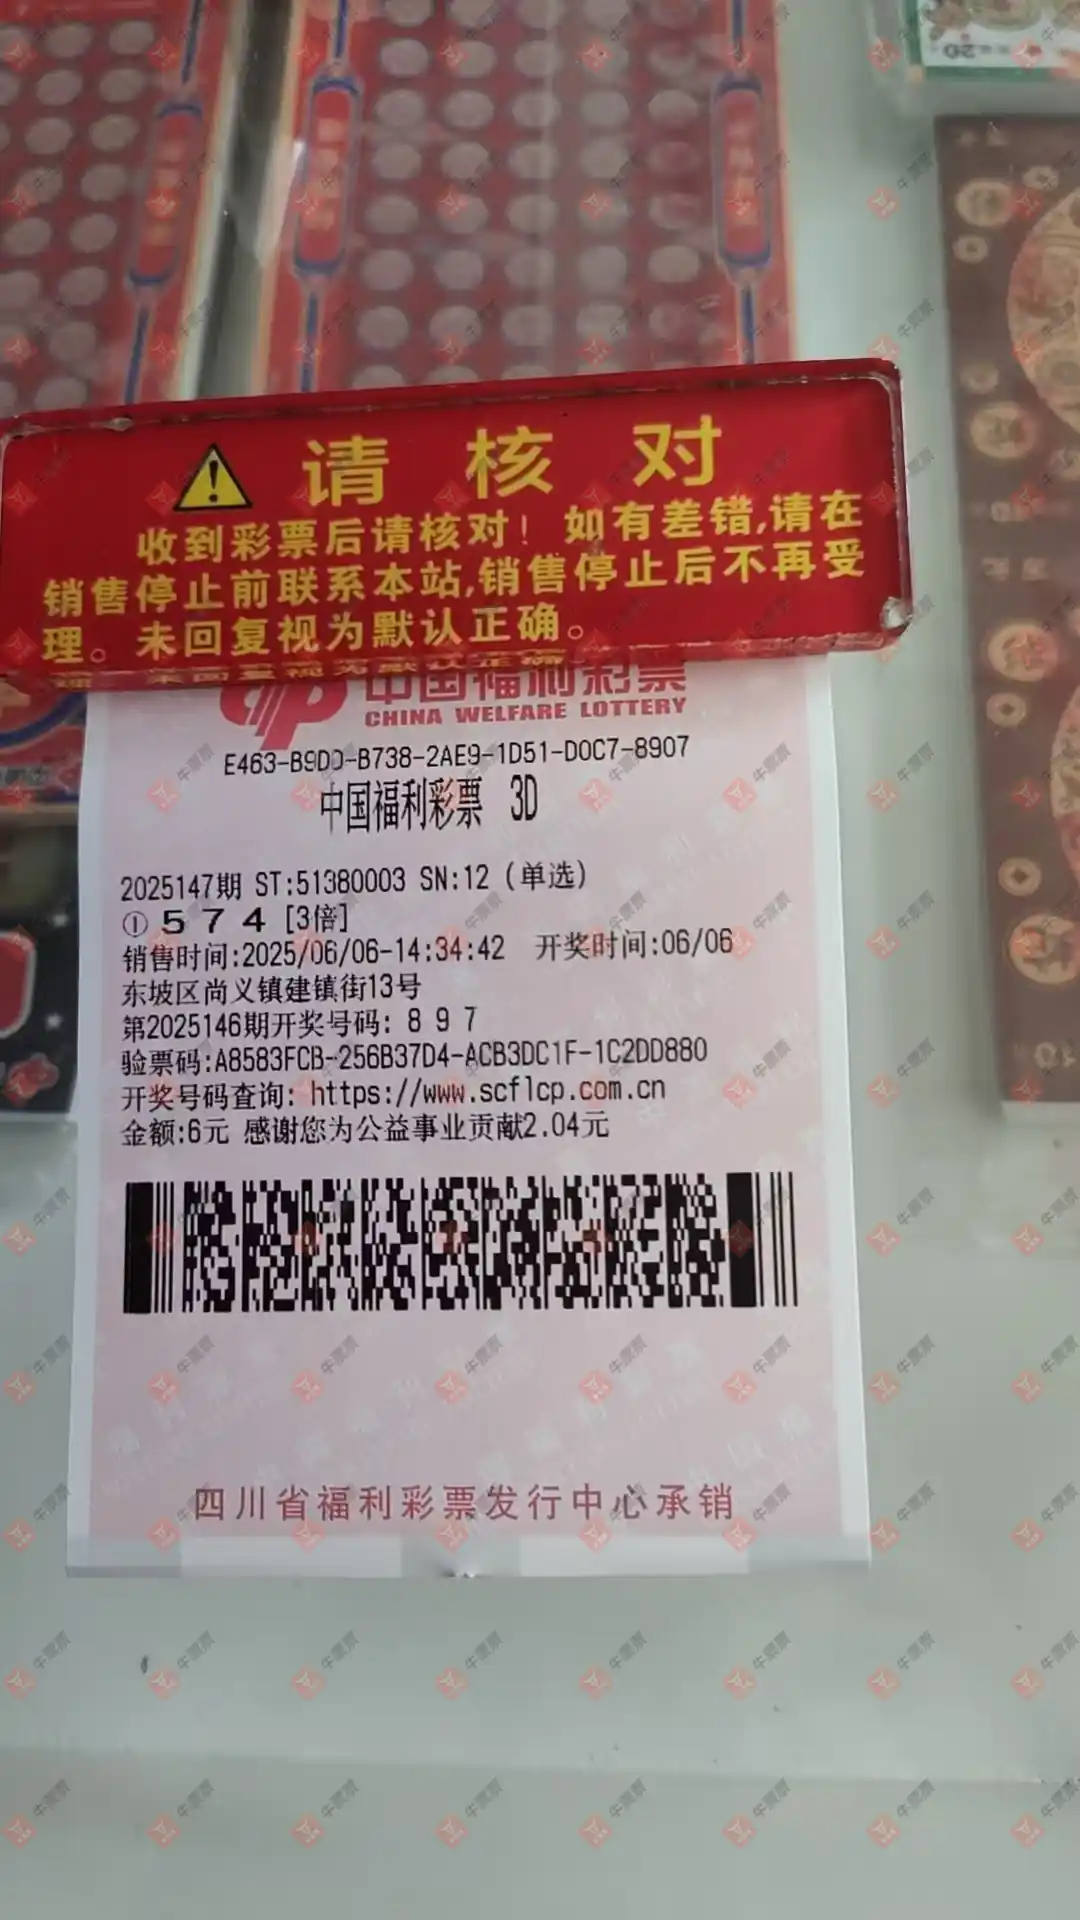 请 核 对
收到彩票后请核对！如有差错,请在
销售停止前联系本站,销售停止后不再受
理。未回复视为默认正确。
中国福利彩票
CHINA WELFARE LOTTERY
E463-B9DD-B738-2AE9-1D51-D0C7-8907
中国福利彩票 3D
2025147期 ST:51380003 SN:12 (单选)
① 5 7 4 [3倍]
销售时间:2025/06/06-14:34:42 开奖时间:06/06
东坡区尚义镇建镇街13号
第2025146期开奖号码: 8 9 7
验票码:A8583FCB-256B37D4-ACB3DC1F-1C2DD880
开奖号码查询: https://www.scflcp.com.cn
金额:6元 感谢您为公益事业贡献2.04元
四川省福利彩票发行中心承销
牛票票